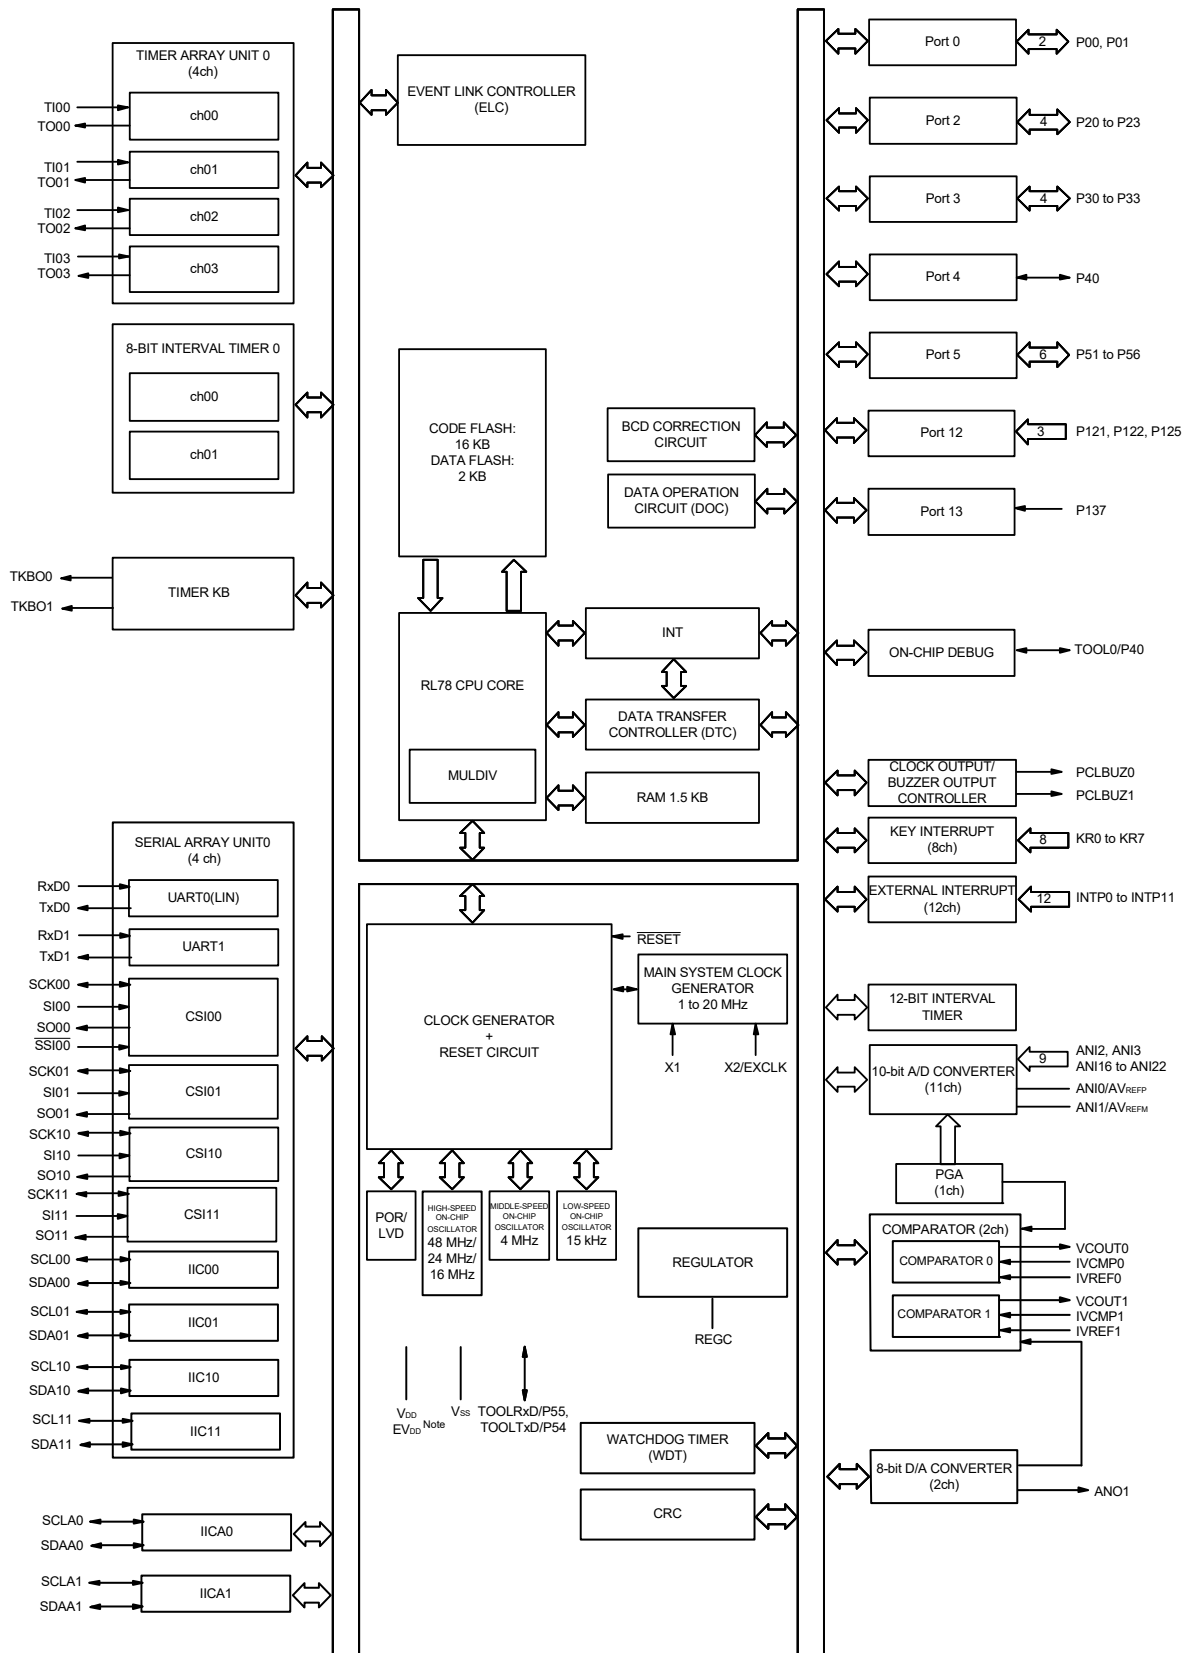 TIMER ARRAY UNIT 0
(4ch)
TI00
TO00
ch00
TI01
TO01
ch01
TI02
TO02
ch02
TI03
TO03
ch03
8-BIT INTERVAL TIMER 0
ch00
ch01
TKBO0
TKBO1
TIMER KB
SERIAL ARRAY UNIT0
(4 ch)
RxD0
TxD0
UART0(LIN)
RxD1
TxD1
UART1
SCK00
SI00
SO00
SSI00
CSI00
SCK01
SI01
SO01
CSI01
SCK10
SI10
SO10
CSI10
SCK11
SI11
SO11
CSI11
SCL00
SDA00
IIC00
SCL01
SDA01
IIC01
SCL10
SDA10
IIC10
SCL11
SDA11
IIC11
SCLA0
SDAA0
IICA0
SCLA1
SDAA1
IICA1
EVENT LINK CONTROLLER
(ELC)
CODE FLASH:
16 KB
DATA FLASH:
2 KB
BCD CORRECTION
CIRCUIT
DATA OPERATION
CIRCUIT (DOC)
RL78 CPU CORE
MULDIV
INT
DATA TRANSFER
CONTROLLER (DTC)
RAM 1.5 KB
CLOCK GENERATOR
+
RESET CIRCUIT
RESET
MAIN SYSTEM CLOCK
GENERATOR
1 to 20 MHz
X1
X2/EXCLK
POR/
LVD
HIGH-SPEED
ON-CHIP
OSCILLATOR
48 MHz/
24 MHz/
16 MHz
MIDDLE-SPEED
ON-CHIP
OSCILLATOR
4 MHz
LOW-SPEED
ON-CHIP
OSCILLATOR
15 kHz
REGULATOR
REGC
VDD
EVDD Note
VSS
TOOLRxD/P55,
TOOLTxD/P54
WATCHDOG TIMER
(WDT)
CRC
Port 0
2
P00, P01
Port 2
4
P20 to P23
Port 3
4
P30 to P33
Port 4
P40
Port 5
6
P51 to P56
Port 12
3
P121, P122, P125
Port 13
P137
ON-CHIP DEBUG
TOOL0/P40
CLOCK OUTPUT/
BUZZER OUTPUT
CONTROLLER
PCLBUZ0
PCLBUZ1
KEY INTERRUPT
(8ch)
8
KR0 to KR7
EXTERNAL INTERRUPT
(12ch)
12
INTP0 to INTP11
12-BIT INTERVAL
TIMER
10-bit A/D CONVERTER
(11ch)
9
ANI2, ANI3
ANI16 to ANI22
ANI0/AVREFP
ANI1/AVREFM
PGA
(1ch)
COMPARATOR (2ch)
COMPARATOR 0
VCOUT0
IVCMP0
IVREF0
COMPARATOR 1
VCOUT1
IVCMP1
IVREF1
8-bit D/A CONVERTER
(2ch)
ANO1